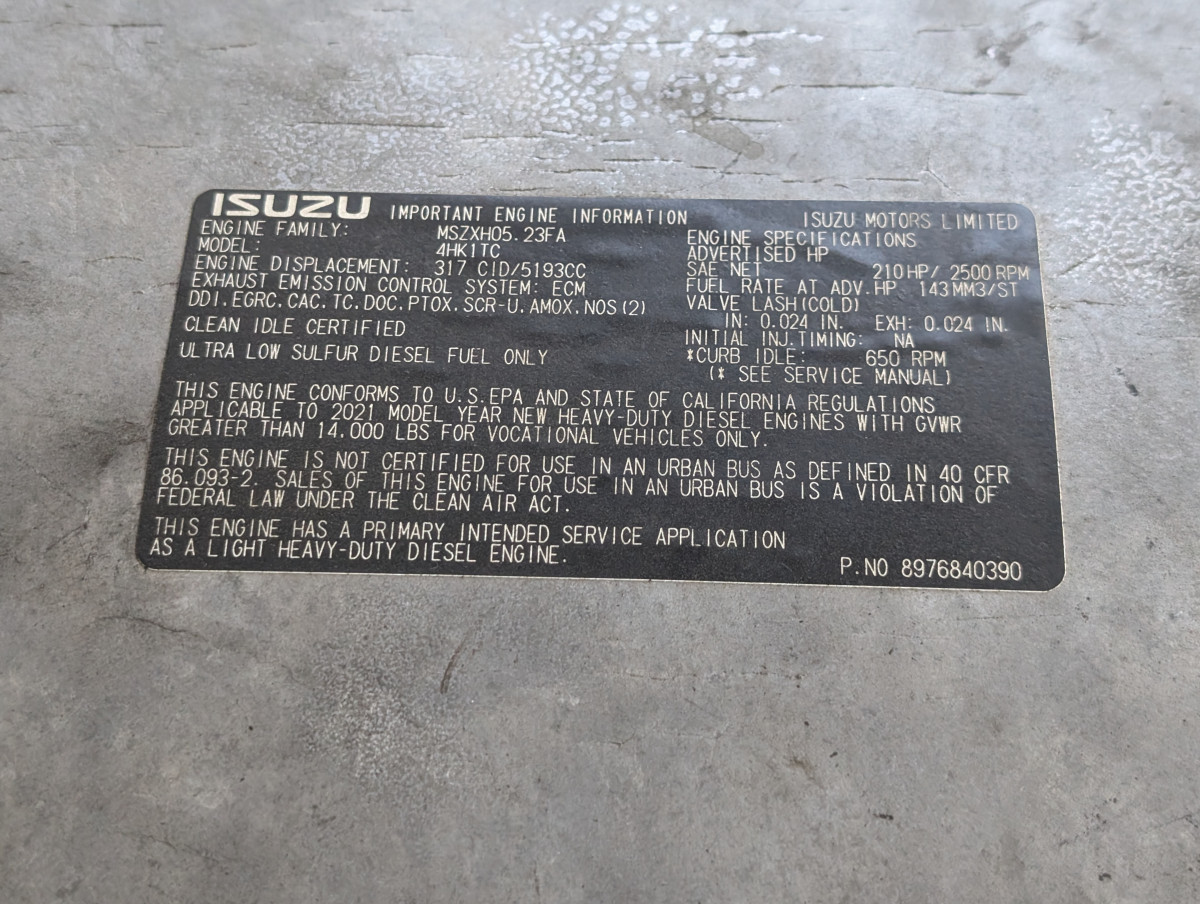 ISUZU IMPORTANT ENGINE INFORMATION ISUZU MOTORS LIMITED
ENGINE FAMILY: MSZXH05.23FA
MODEL: 4HK1TC
ENGINE DISPLACEMENT: 317 CID/5193CC
EXHAUST EMISSION CONTROL SYSTEM: ECM
DDI.EGRC.CAC.TC.DOC.PTOX.SCR-U.AMOX.NOS(2)
CLEAN IDLE CERTIFIED
ULTRA LOW SULFUR DIESEL FUEL ONLY
ENGINE SPECIFICATIONS
ADVERTISED HP
SAE NET 210HP/ 2500RPM
FUEL RATE AT ADV.HP 143MM3/ST
VALVE LASH(COLD)
IN: 0.024 IN. EXH: 0.024 IN.
INITIAL INJ.TIMING: NA
*CURB IDLE: 650 RPM
(* SEE SERVICE MANUAL)
THIS ENGINE CONFORMS TO U.S.EPA AND STATE OF CALIFORNIA REGULATIONS
APPLICABLE TO 2021 MODEL YEAR NEW HEAVY-DUTY DIESEL ENGINES WITH GVWR
GREATER THAN 14.000 LBS FOR VOCATIONAL VEHICLES ONLY.
THIS ENGINE IS NOT CERTIFIED FOR USE IN AN URBAN BUS AS DEFINED IN 40 CFR
86.093-2. SALES OF THIS ENGINE FOR USE IN AN URBAN BUS IS A VIOLATION OF
FEDERAL LAW UNDER THE CLEAN AIR ACT.
THIS ENGINE HAS A PRIMARY INTENDED SERVICE APPLICATION
AS A LIGHT HEAVY-DUTY DIESEL ENGINE.
P.NO 8976840390